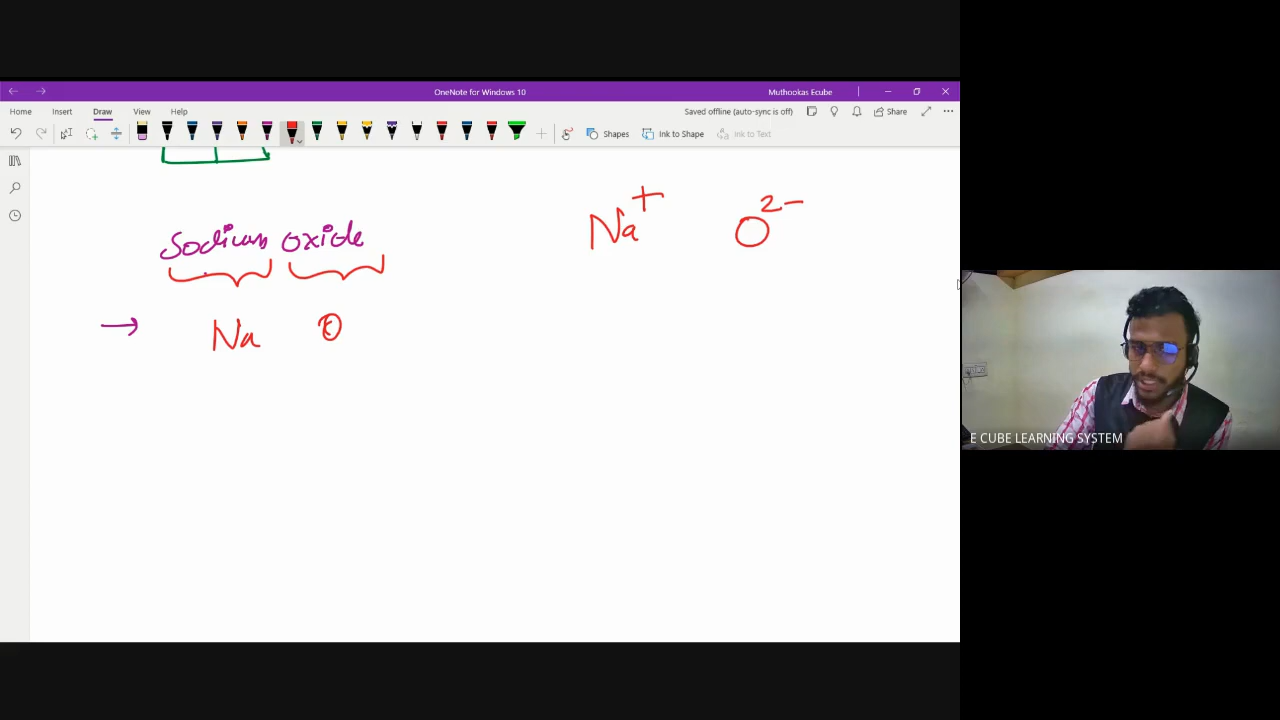 OneNote for Windows 10
Muthookas Ecube
Home Insert Draw View Help
Saved offline (auto-sync is off)
Share
Shapes
Ink to Shape
Ink to Text
Na+ O2-
Sodium oxide
→ Na O
E CUBE LEARNING SYSTEM